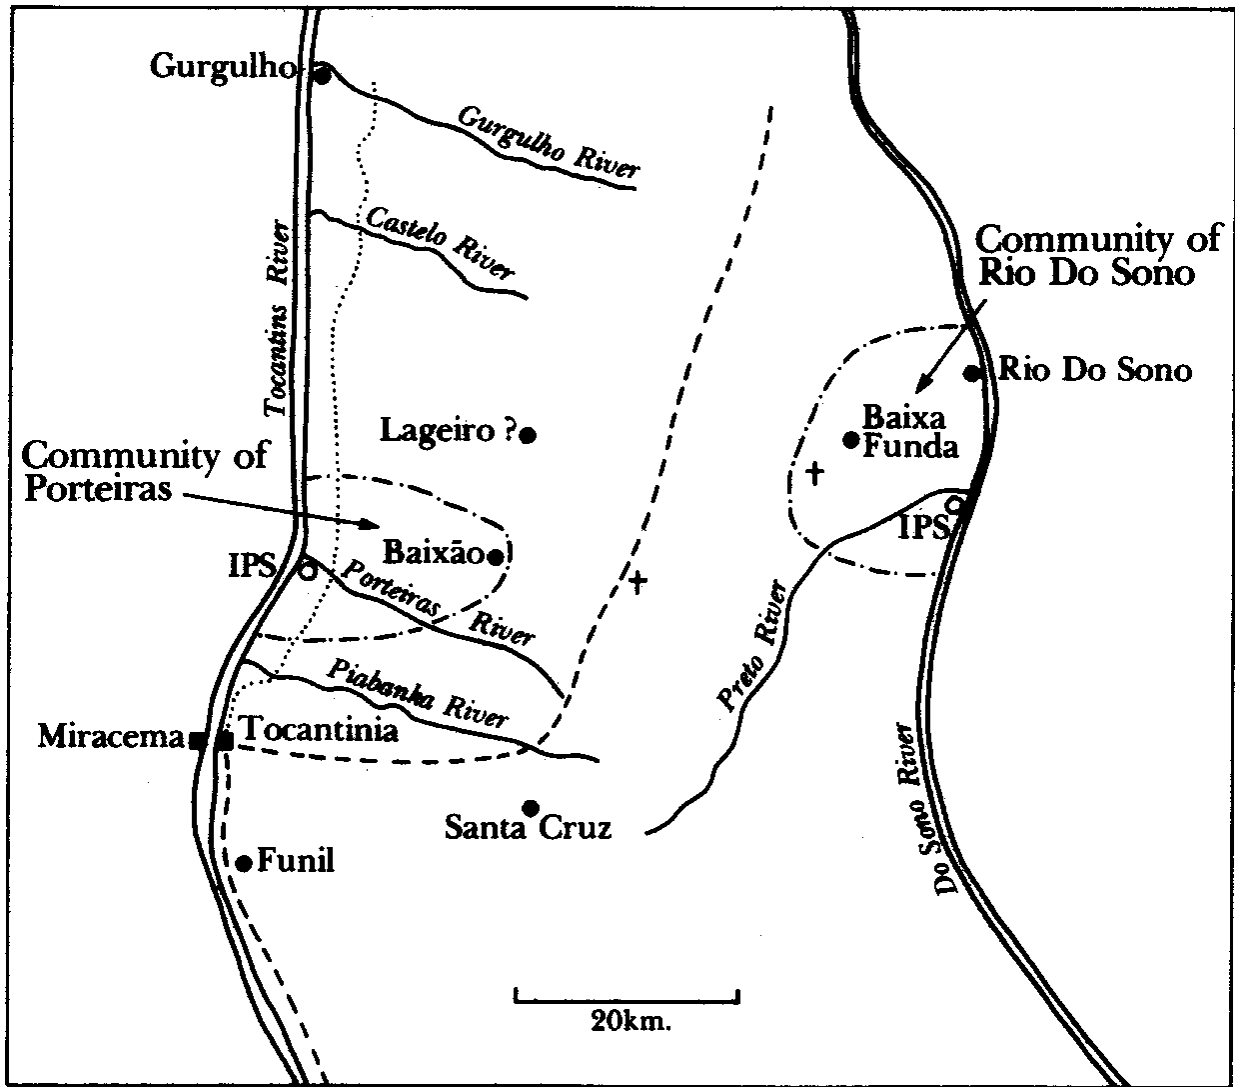 Gurgulho
Gurgulho River
Castelo River
Tocantins River
Community of
Rio Do Sono
Rio Do Sono
Lageiro ?
Baixa
Funda
Community of
Porteiras
IPS
Baixão
IPS
Porteiras River
Preto River
Piabanha River
Miracema
Tocantinia
Do Sono River
Santa Cruz
Funil
20km.